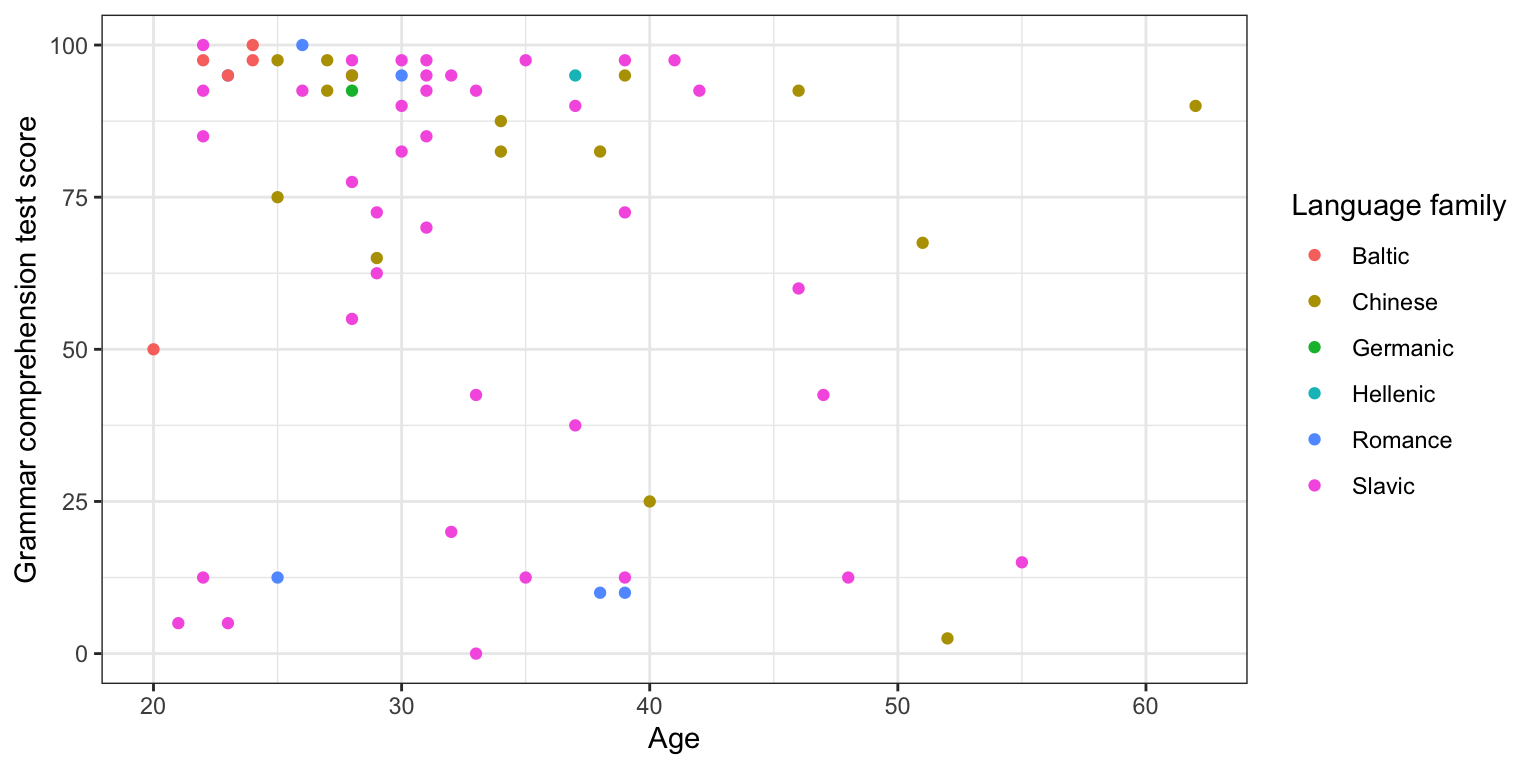 Grammar comprehension test score
100
75
50
25
0
20 30 40 50 60
Age
Language family
Baltic
Chinese
Germanic
Hellenic
Romance
Slavic